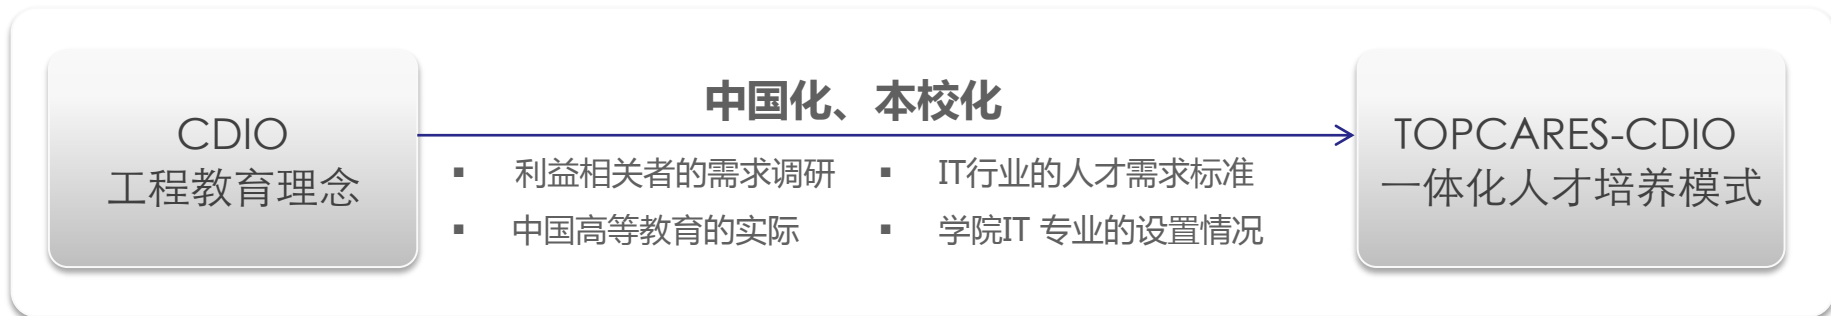 CDIO
工程教育理念
中国化、本校化
▪ 利益相关者的需求调研
▪ 中国高等教育的实际
▪ IT行业的人才需求标准
▪ 学院IT 专业的设置情况
TOPCARES-CDIO
一体化人才培养模式